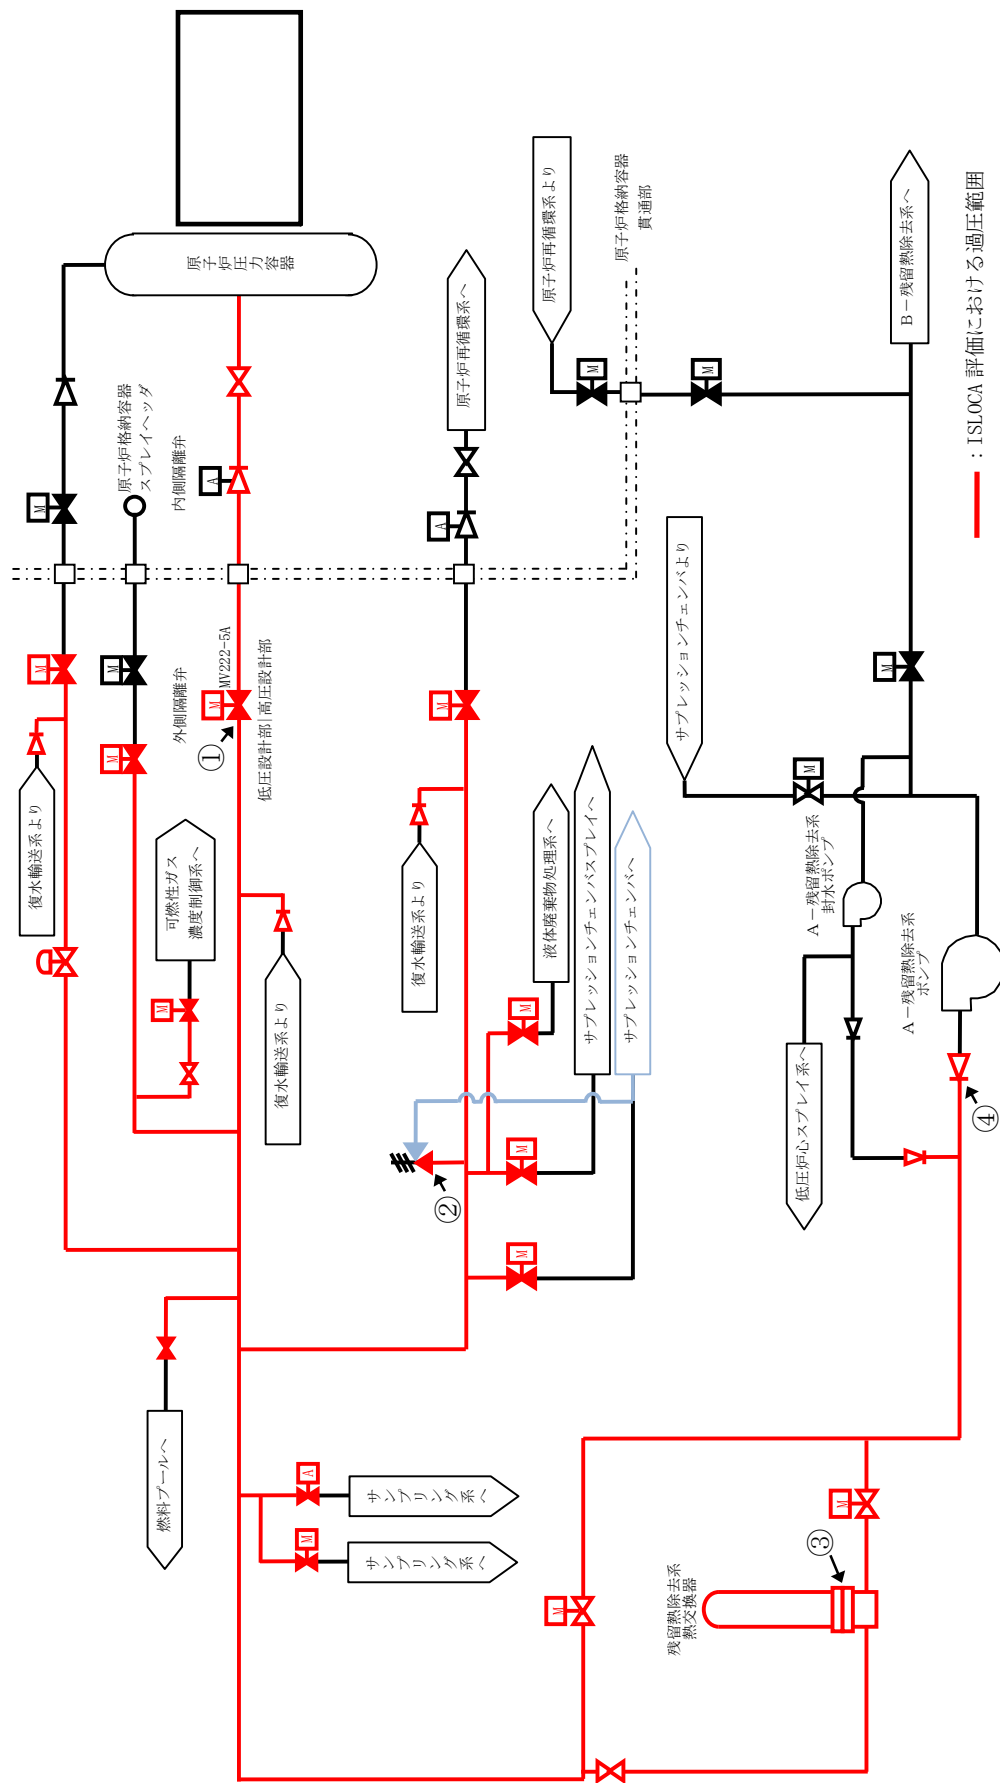 原子炉圧力容器
原子炉格納容器
スプレイヘッダ
内側隔離弁
外側隔離弁
MV222-5A
低圧設計部|高圧設計部
①
復水輸送系より
可燃性ガス
濃度制御系へ
復水輸送系より
燃料プールへ
サンプリング系へ
サンプリング系へ
原子炉再循環系へ
復水輸送系より
②
液体廃棄物処理系へ
サプレッションチェンバスプレイへ
サプレッションチェンバへ
原子炉再循環系より
原子炉格納容器
貫通部
サプレッションチェンバより
B-残留熱除去系へ
A-残留熱除去系
封水ポンプ
A-残留熱除去系
ポンプ
低圧炉心スプレイ系へ
④
③
残留熱除去系
熱交換器
M
M
M
M
M
A
M
A
M
M
M
M
M
A
M
M
M
M
M
M
M
: ISLOCA 評価における過圧範囲